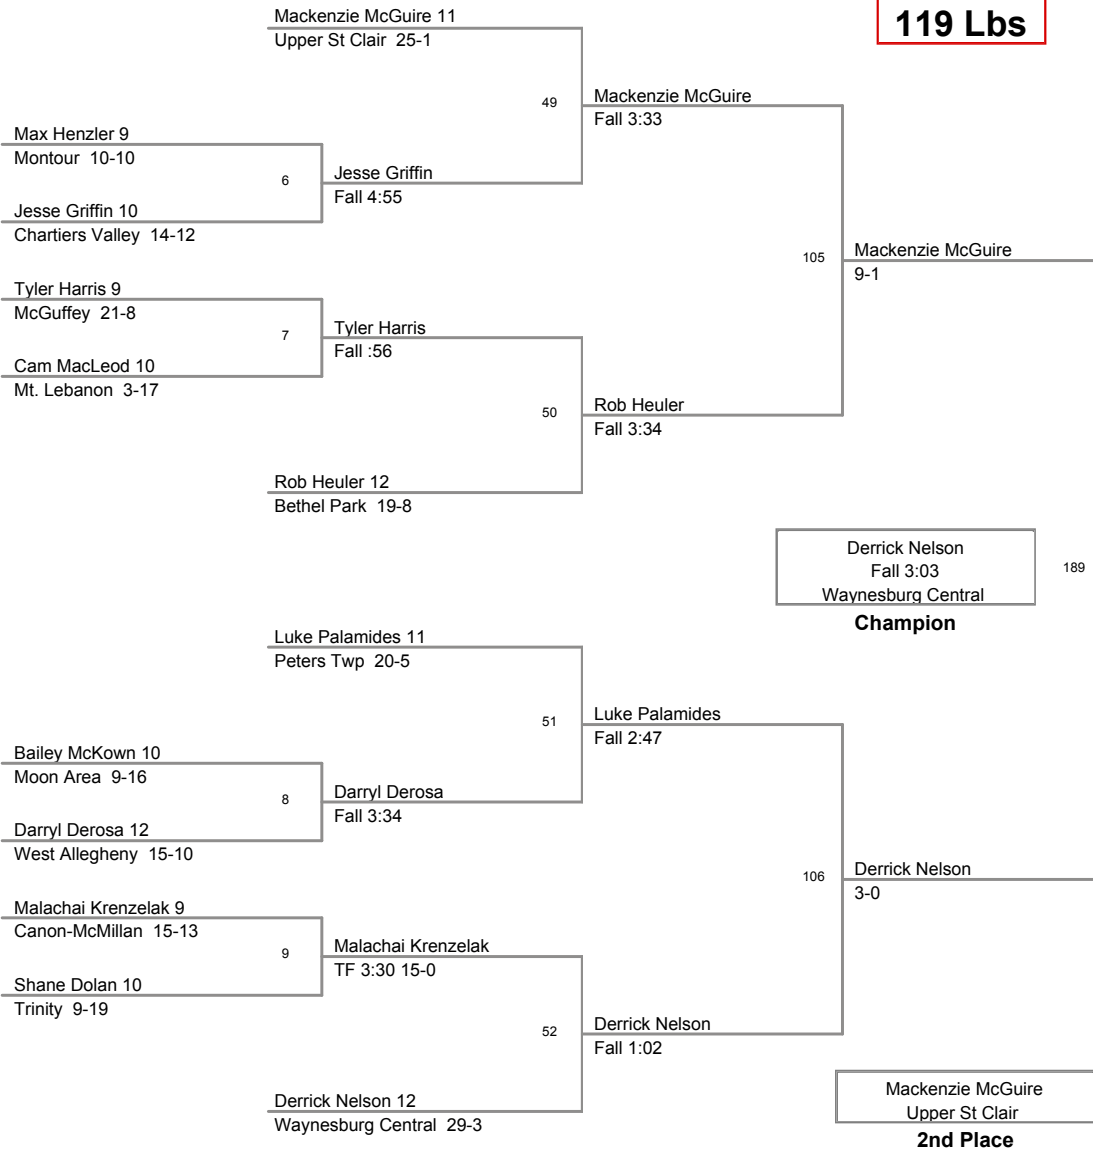 119 Lbs
Mackenzie McGuire 11
Upper St Clair 25-1
49
Mackenzie McGuire
Fall 3:33
Max Henzler 9
Montour 10-10
6
Jesse Griffin
Fall 4:55
Jesse Griffin 10
Chartiers Valley 14-12
105
Mackenzie McGuire
9-1
Tyler Harris 9
McGuffey 21-8
7
Tyler Harris
Fall :56
Cam MacLeod 10
Mt. Lebanon 3-17
50
Rob Heuler
Fall 3:34
Rob Heuler 12
Bethel Park 19-8
Derrick Nelson
Fall 3:03
Waynesburg Central
189
Champion
Luke Palamides 11
Peters Twp 20-5
51
Luke Palamides
Fall 2:47
Bailey McKown 10
Moon Area 9-16
8
Darryl Derosa
Fall 3:34
Darryl Derosa 12
West Allegheny 15-10
106
Derrick Nelson
3-0
Malachai Krenzelak 9
Canon-McMillan 15-13
9
Malachai Krenzelak
TF 3:30 15-0
Shane Dolan 10
Trinity 9-19
52
Derrick Nelson
Fall 1:02
Derrick Nelson 12
Waynesburg Central 29-3
Mackenzie McGuire
Upper St Clair
2nd Place